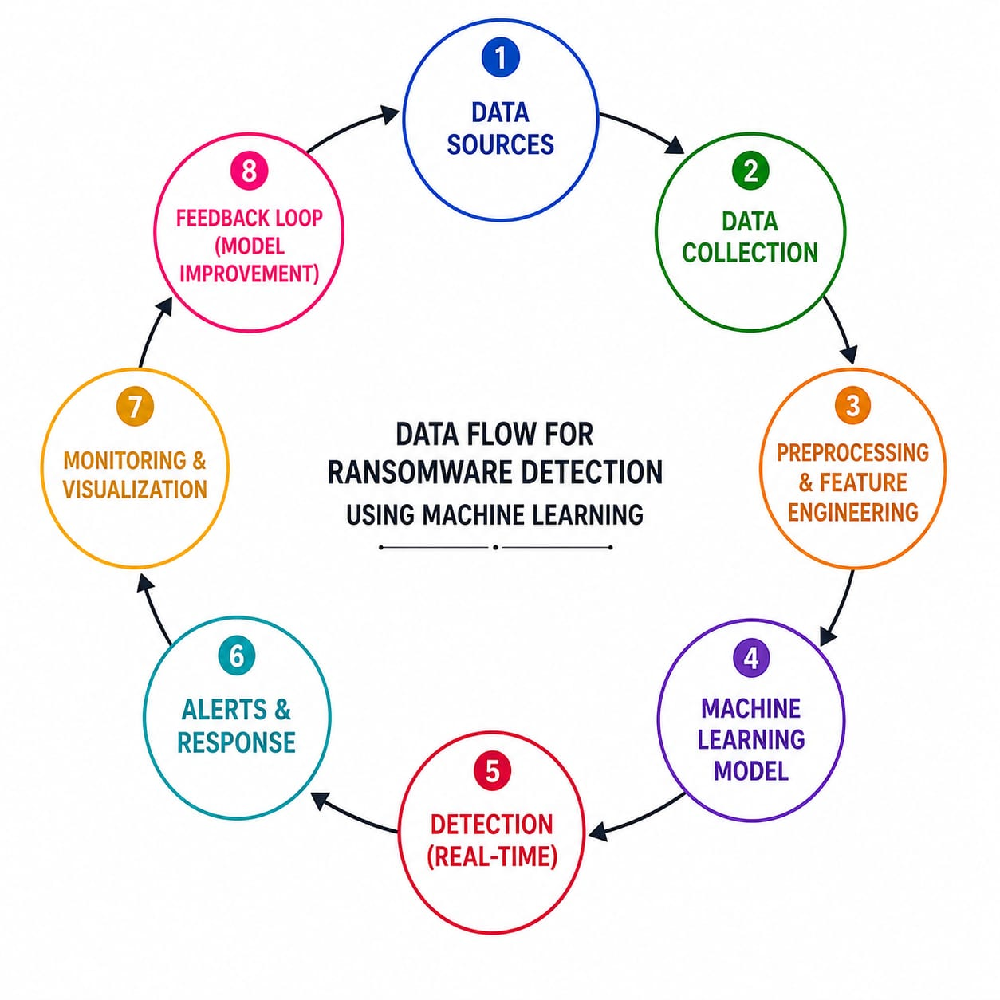 1
DATA
SOURCES
2
DATA
COLLECTION
3
PREPROCESSING
& FEATURE
ENGINEERING
4
MACHINE
LEARNING
MODEL
5
DETECTION
(REAL-TIME)
6
ALERTS &
RESPONSE
7
MONITORING &
VISUALIZATION
8
FEEDBACK LOOP
(MODEL
IMPROVEMENT)
DATA FLOW FOR
RANSOMWARE DETECTION
USING MACHINE LEARNING